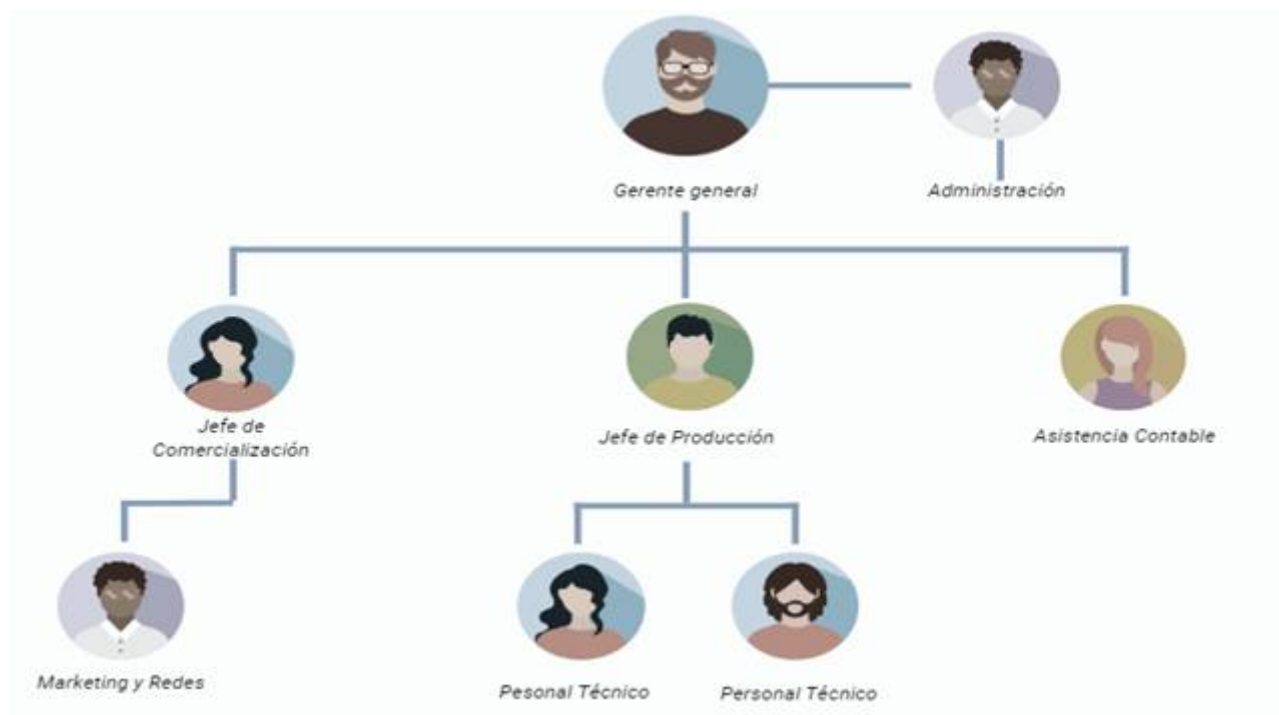 Gerente general
Administración
Jefe de
Comercialización
Jefe de Producción
Asistencia Contable
Marketing y Redes
Pesonal Técnico
Personal Técnico